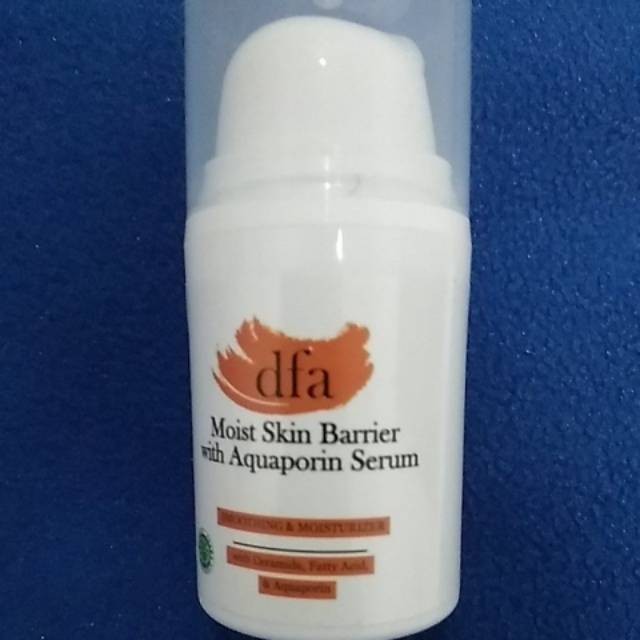 dfa
Moist Skin Barrier
with Aquaporin Serum
SMOOTHING & MOISTURIZER
with Ceramide, Fatty Acid,
& Aquaporin